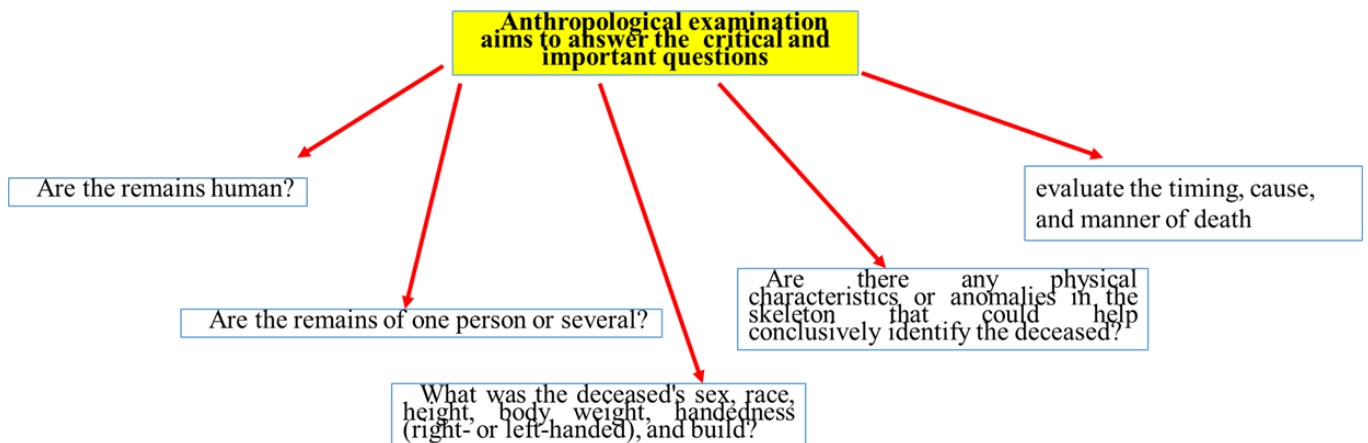 Anthropological examination
aims to answer the critical and
important questions
Are the remains human?
evaluate the timing, cause,
and manner of death
Are the remains of one person or several?
Are there any physical
characteristics or anomalies in the
skeleton that could help
conclusively identify the deceased?
What was the deceased's sex, race,
height, body weight, handedness
(right- or left-handed), and build?